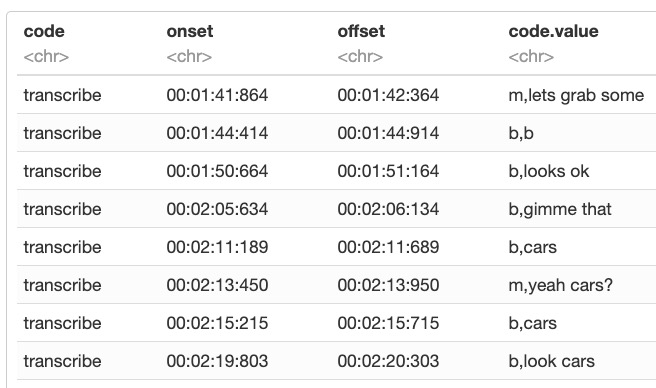 code onset offset code.value
<chr> <chr> <chr> <chr>
transcribe 00:01:41:864 00:01:42:364 m,lets grab some
transcribe 00:01:44:414 00:01:44:914 b,b
transcribe 00:01:50:664 00:01:51:164 b,looks ok
transcribe 00:02:05:634 00:02:06:134 b,gimme that
transcribe 00:02:11:189 00:02:11:689 b,cars
transcribe 00:02:13:450 00:02:13:950 m,yeah cars?
transcribe 00:02:15:215 00:02:15:715 b,cars
transcribe 00:02:19:803 00:02:20:303 b,look cars